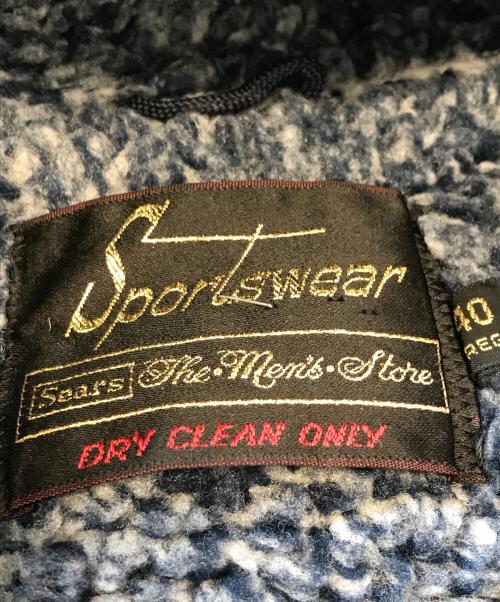 Sportswear
Sears The·Men's·Store
DRY CLEAN ONLY
40
REG